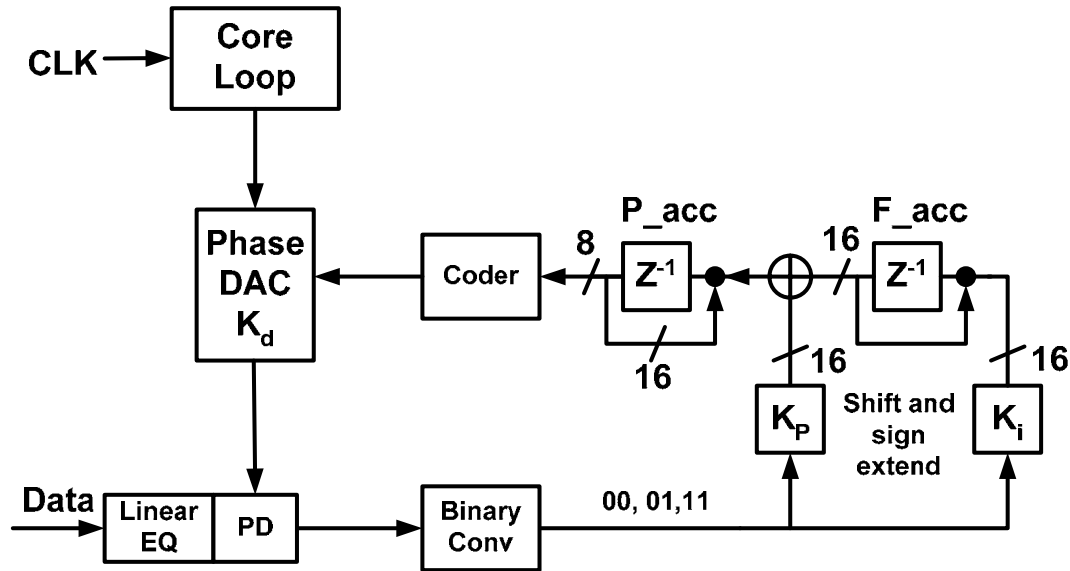 Core
Loop
CLK
P_acc
F_acc
Phase
DAC
K_d
Coder
8
Z⁻¹
16
16
Z⁻¹
16
16
K_P
Shift and
sign
extend
K_i
Data
Linear
EQ
PD
Binary
Conv
00, 01,11